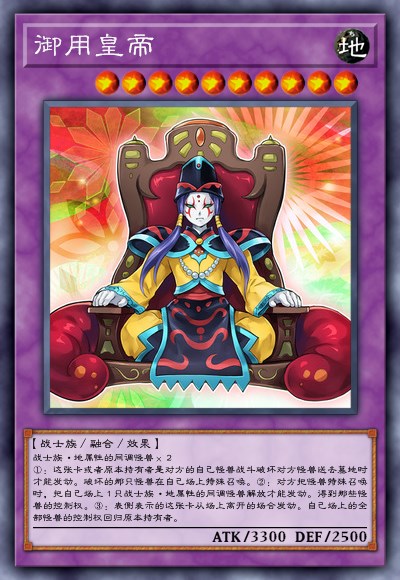 御用皇帝
地
【战士族／融合／效果】
战士族·地属性的同调怪兽×2
①：这张卡或者原本持有者是对方的自己怪兽战斗破坏对方怪兽送去墓地时
才能发动。破坏的那只怪兽在自己场上特殊召唤。②：对方把怪兽特殊召唤
时，把自己场上1只战士族·地属性的同调怪兽解放才能发动。得到那些怪
兽的控制权。③：表侧表示的这张卡从场上离开的场合发动。自己场上的全
部怪兽的控制权回归原本持有者。
ATK/3300 DEF/2500